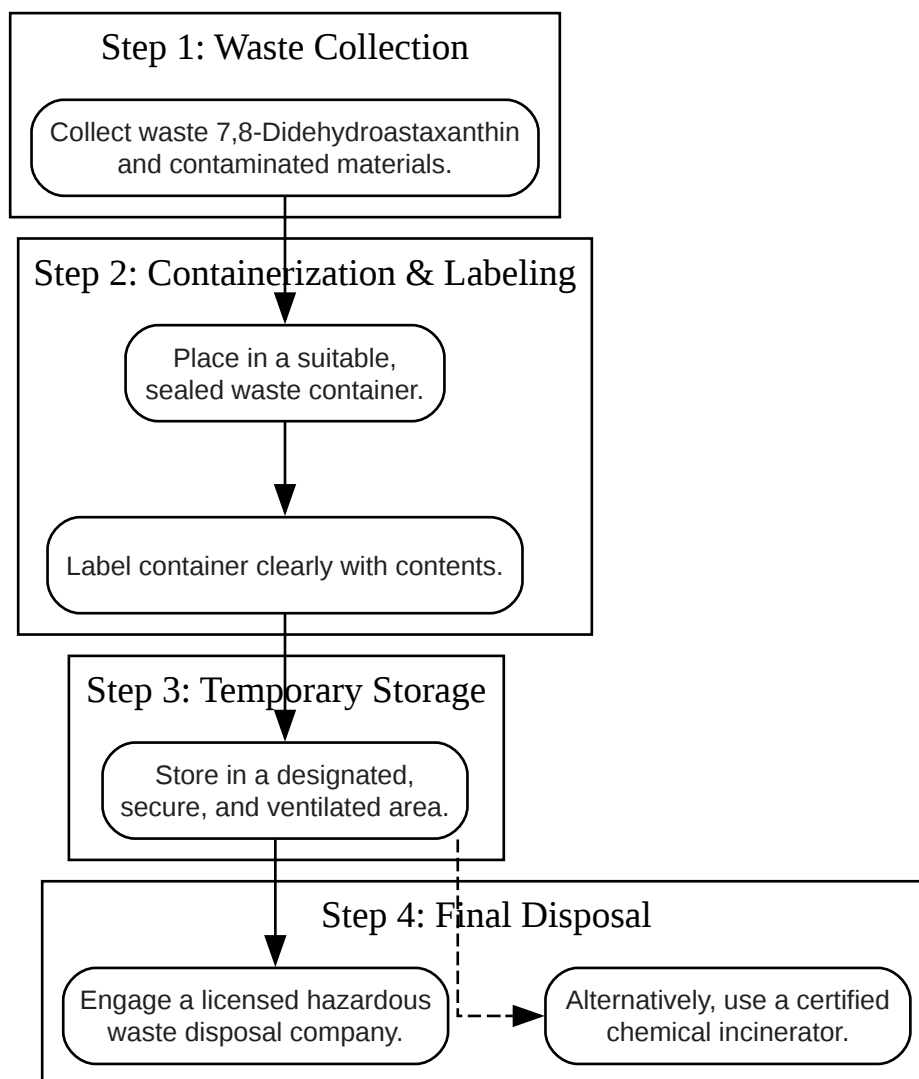 Step 1: Waste Collection
Collect waste 7,8-Didehydroastaxanthin
and contaminated materials.
Step 2: Containerization & Labeling
Place in a suitable,
sealed waste container.
Label container clearly with contents.
Step 3: Temporary Storage
Store in a designated,
secure, and ventilated area.
Step 4: Final Disposal
Engage a licensed hazardous
waste disposal company.
Alternatively, use a certified
chemical incinerator.